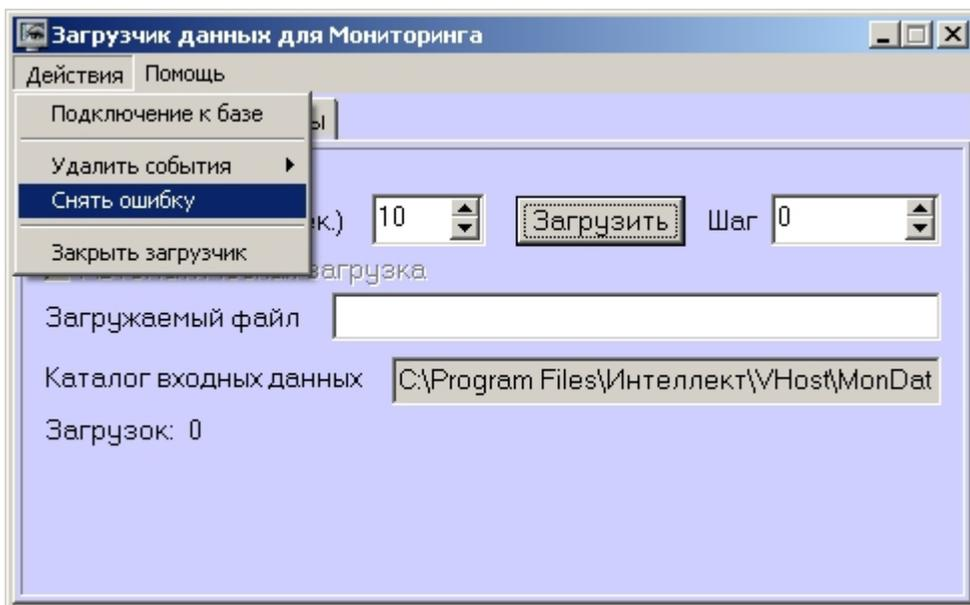 Загрузчик данных для Мониторинга
Действия Помощь
Подключение к базе
Удалить события
Снять ошибку
10 Загрузить Шаг 0
Закрыть загрузчик
загрузка
Загружаемый файл
Каталог входных данных C:\Program Files\Интеллект\VHost\MonDat
Загрузок: 0